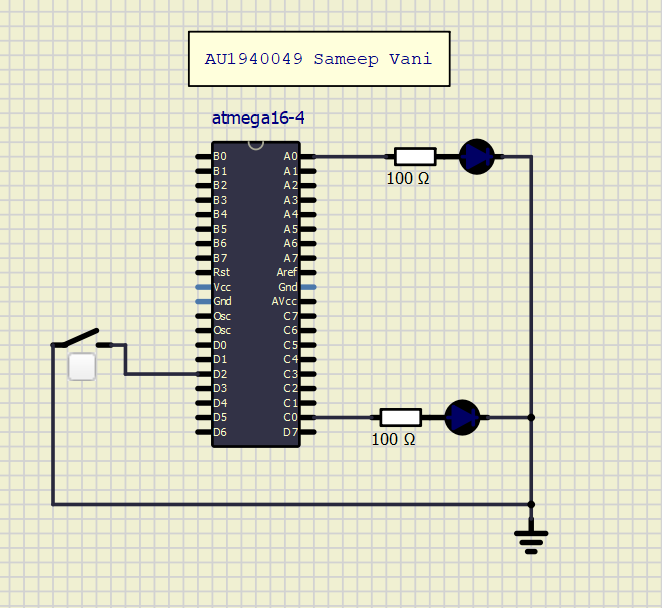 AU1940049 Sameep Vani
atmega16-4
B0 A0
B1 A1
B2 A2
B3 A3
B4 A4
B5 A5
B6 A6
B7 A7
Rst Aref
Vcc Gnd
Gnd AVcc
Osc C7
Osc C6
D0 C5
D1 C4
D2 C3
D3 C2
D4 C1
D5 C0
D6 D7
100 Ω
100 Ω